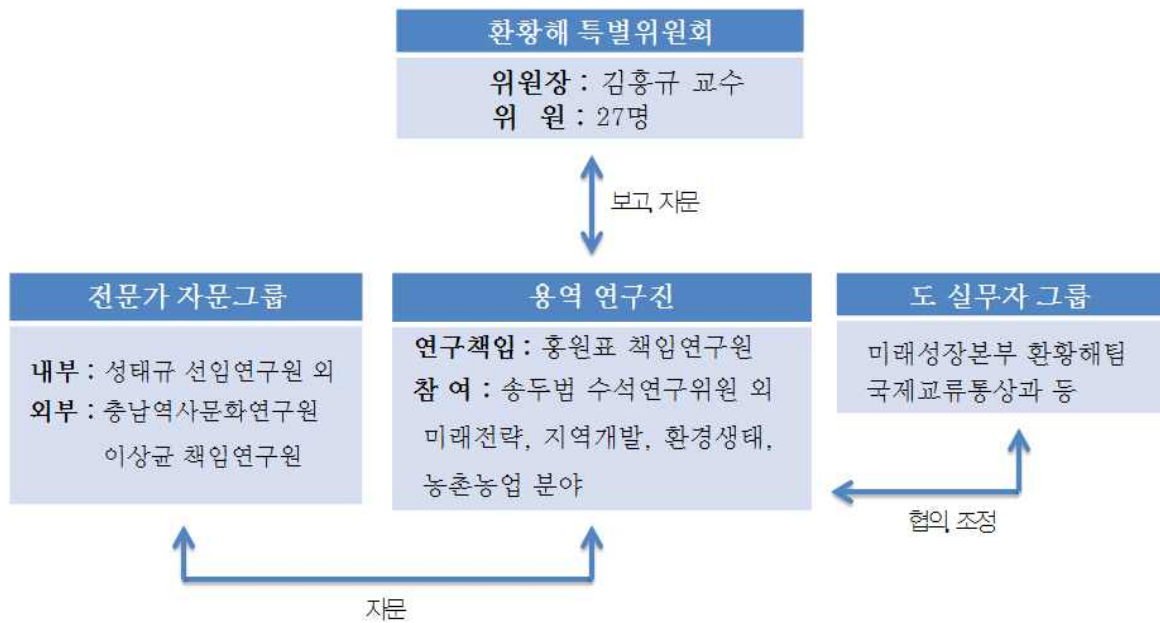 환황해 특별위원회
위원장 : 김홍규 교수
위 원 : 27명
보고, 자문
전문가 자문그룹
내부 : 성태규 선임연구원 외
외부 : 충남역사문화연구원
이상균 책임연구원
용역 연구진
연구책임 : 홍원표 책임연구원
참 여 : 송두범 수석연구위원 외
미래전략, 지역개발, 환경생태,
농촌농업 분야
도 실무자 그룹
미래성장본부 환황해팀
국제교류통상과 등
협의, 조정
자문